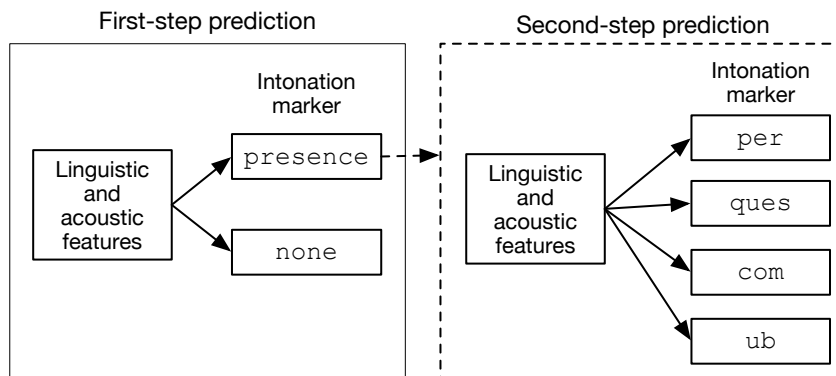 First-step prediction
Intonation
marker
Linguistic
and
acoustic
features
presence
none
Second-step prediction
Intonation
marker
Linguistic
and
acoustic
features
per
ques
com
ub